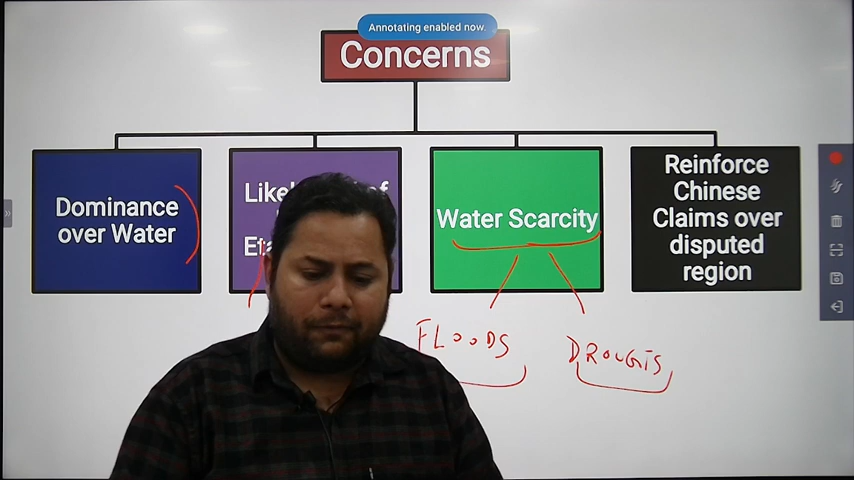 Annotating enabled now.
Concerns
Dominance
over Water
Water Scarcity
Reinforce
Chinese
Claims over
disputed
region
FLOODS
DROUGTS